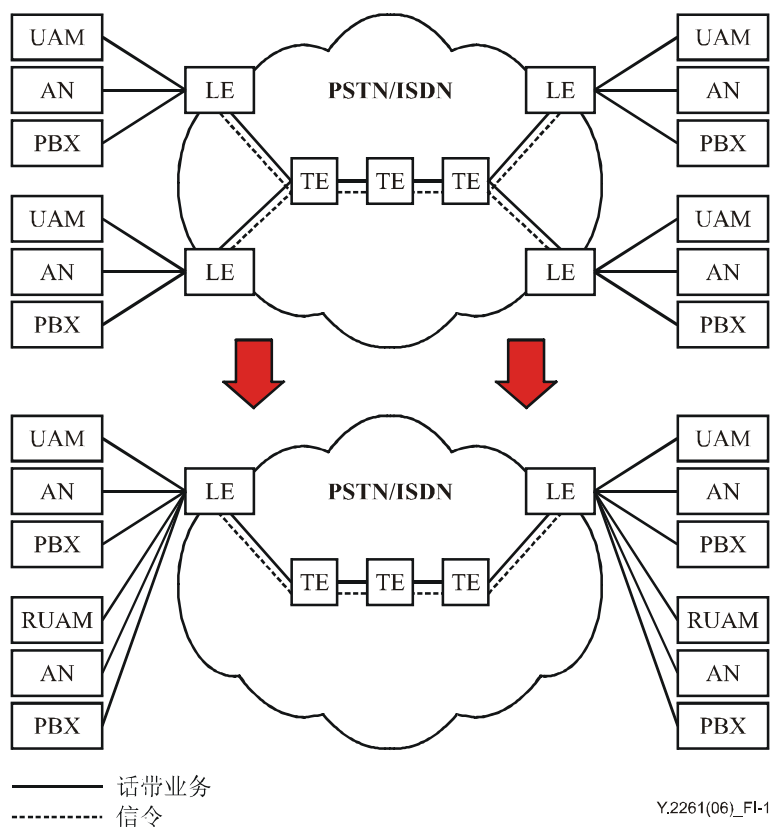 UAM
AN
PBX
UAM
AN
PBX
LE
PSTN/ISDN
LE
TE
TE
TE
LE
LE
UAM
AN
PBX
UAM
AN
PBX
UAM
AN
PBX
RUAM
AN
PBX
LE
PSTN/ISDN
LE
TE
TE
TE
UAM
AN
PBX
RUAM
AN
PBX
话带业务
信令
Y.2261(06)_FI-1